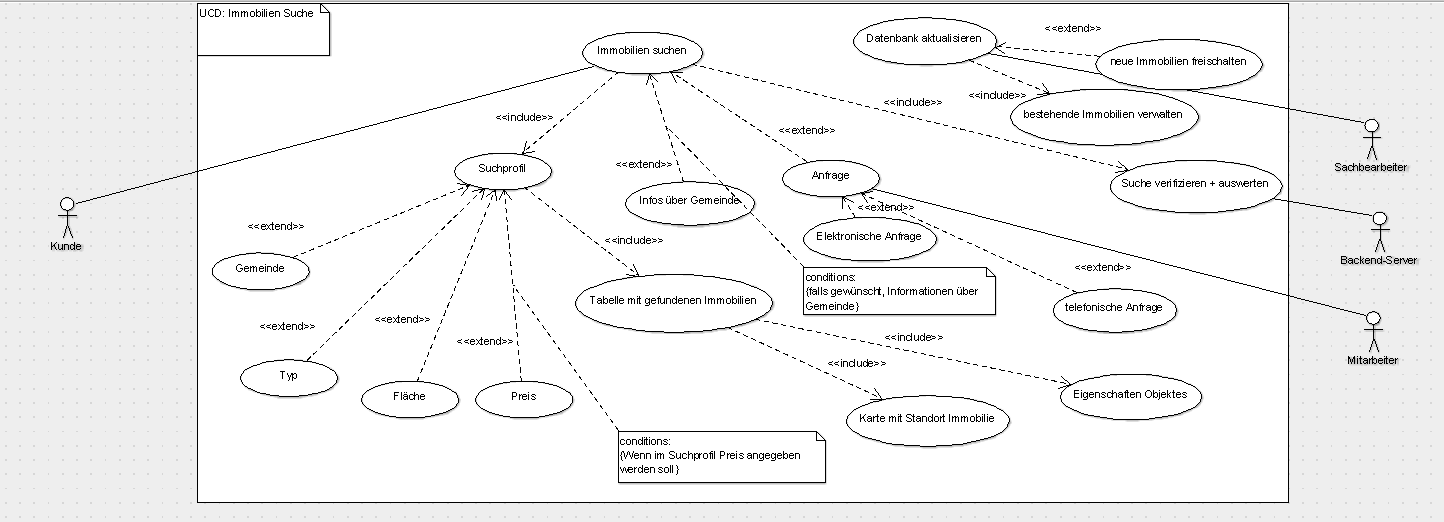 UCD: Immobilien Suche
Immobilien suchen
Datenbank aktualisieren
<<extend>>
neue Immobilien freischalten
<<include>>
<<include>>
bestehende Immobilien verwalten
<<include>>
<<extend>>
Sachbearbeiter
Suchprofil
<<extend>>
Anfrage
Suche verifizieren + auswerten
Infos über Gemeinde
<<extend>>
<<extend>>
Kunde
<<include>>
Elektronische Anfrage
Backend-Server
Gemeinde
<<extend>>
conditions:
{falls gewünscht, Informationen über
Gemeinde}
Tabelle mit gefundenen Immobilien
telefonische Anfrage
<<extend>>
<<extend>>
<<extend>>
<<include>>
<<include>>
Mitarbeiter
Typ
Fläche
Preis
Eigenschaften Objektes
Karte mit Standort Immobilie
conditions:
{Wenn im Suchprofil Preis angegeben
werden soll}